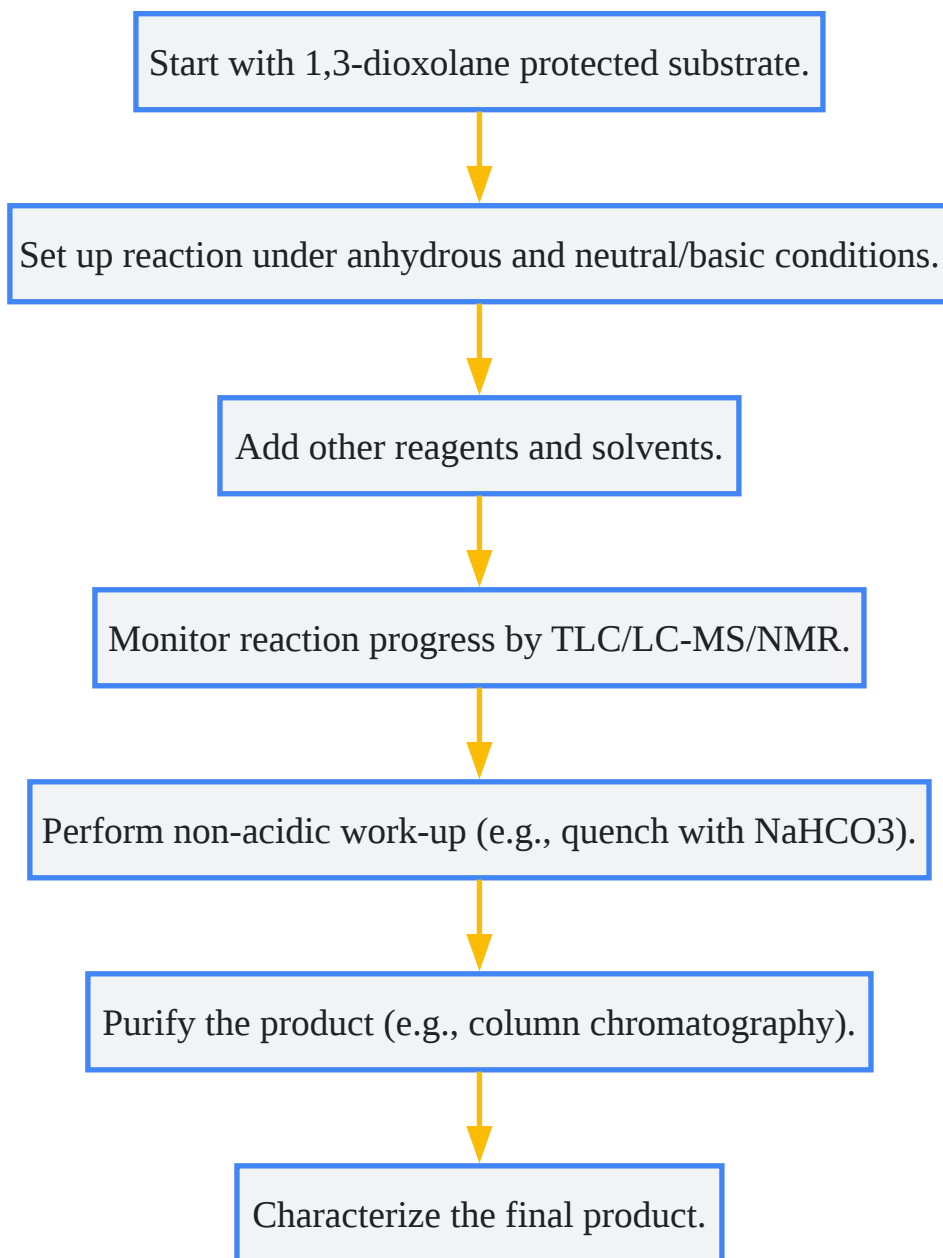 Start with 1,3-dioxolane protected substrate.
Set up reaction under anhydrous and neutral/basic conditions.
Add other reagents and solvents.
Monitor reaction progress by TLC/LC-MS/NMR.
Perform non-acidic work-up (e.g., quench with NaHCO3).
Purify the product (e.g., column chromatography).
Characterize the final product.